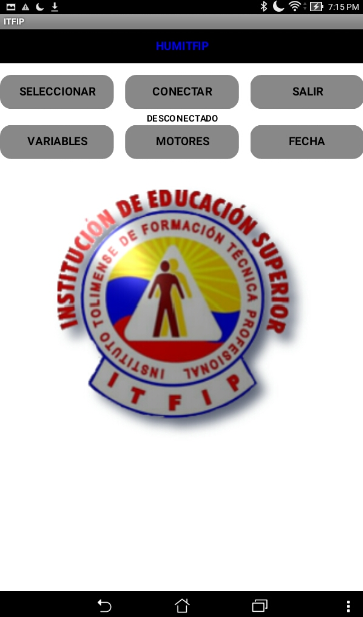 7:15 PM
ITFIP
HUMITFIP
SELECCIONAR CONECTAR SALIR
DESCONECTADO
VARIABLES MOTORES FECHA
INSTITUCIÓN DE EDUCACIÓN SUPERIOR
INSTITUTO TOLIMENSE DE FORMACIÓN TÉCNICA PROFESIONAL
ITFIP